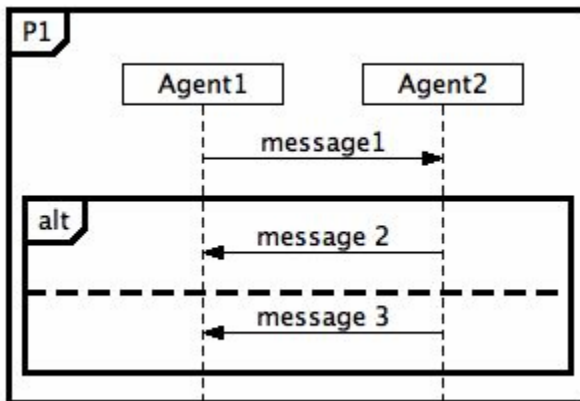 P1
Agent1 Agent2
message1
alt
message 2
message 3